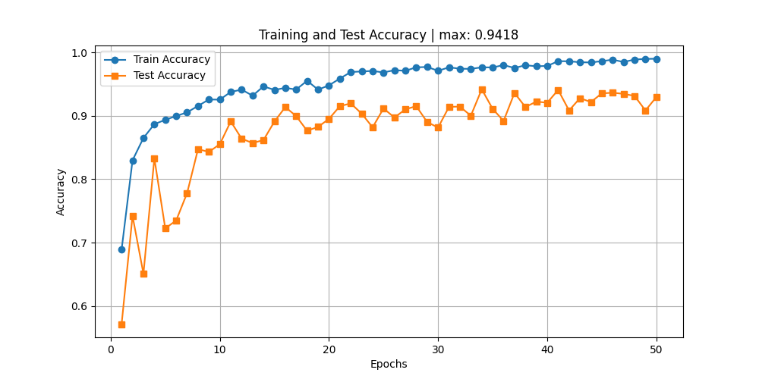 Training and Test Accuracy | max: 0.9418
Train Accuracy
Test Accuracy
1.0
0.9
0.8
0.7
0.6
Accuracy
0
10
20
30
40
50
Epochs